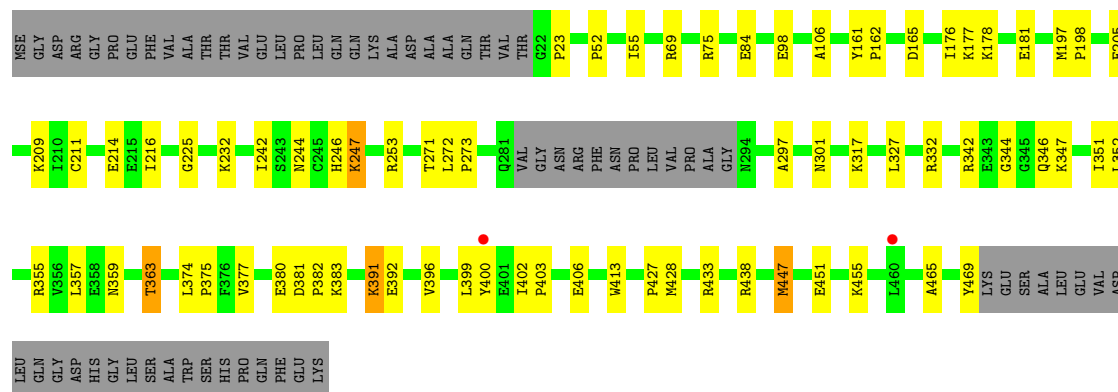 MSE GLY ASP ARG GLY PRO GLU PHE VAL ALA THR THR VAL GLU LEU PRO LEU GLN GLN LYS ALA ASP ALA ALA GLN THR VAL THR G22 P23 P52 I55 R69 R75 E84 E98 A106 Y161 P162 D165 I176 K177 K178 E181 M197 P198
K209 I210 C211 E214 E215 I216 G225 K232 I242 S243 N244 C245 H246 K247 R253 T271 L272 P273 Q281 VAL GLY ASN ARG PHE ASN PRO LEU VAL PRO ALA GLY N294 A297 N301 K317 L327 R332 R342 E343 G344 G345 Q346 K347 I351
R355 V356 L357 E358 N359 T363 L374 P375 F376 V377 E380 D381 P382 K383 K391 E392 V396 L399 Y400 E401 I402 P403 E406 W413 P427 M428 R433 R438 M447 E451 K455 L460 A465 Y469 LYS GLU SER ALA LEU GLU VAL ASP
LEU GLN GLY ASP HIS GLY LEU SER ALA TRP SER HIS PRO GLN PHE GLU LYS